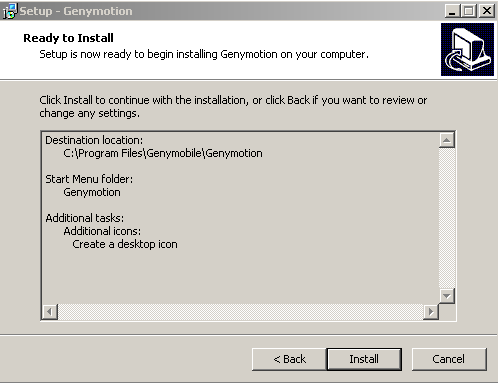 Setup - Genymotion
Ready to Install
Setup is now ready to begin installing Genymotion on your computer.
Click Install to continue with the installation, or click Back if you want to review or
change any settings.
Destination location:
C:\Program Files\Genymobile\Genymotion
Start Menu folder:
Genymotion
Additional tasks:
Additional icons:
Create a desktop icon
< Back
Install
Cancel